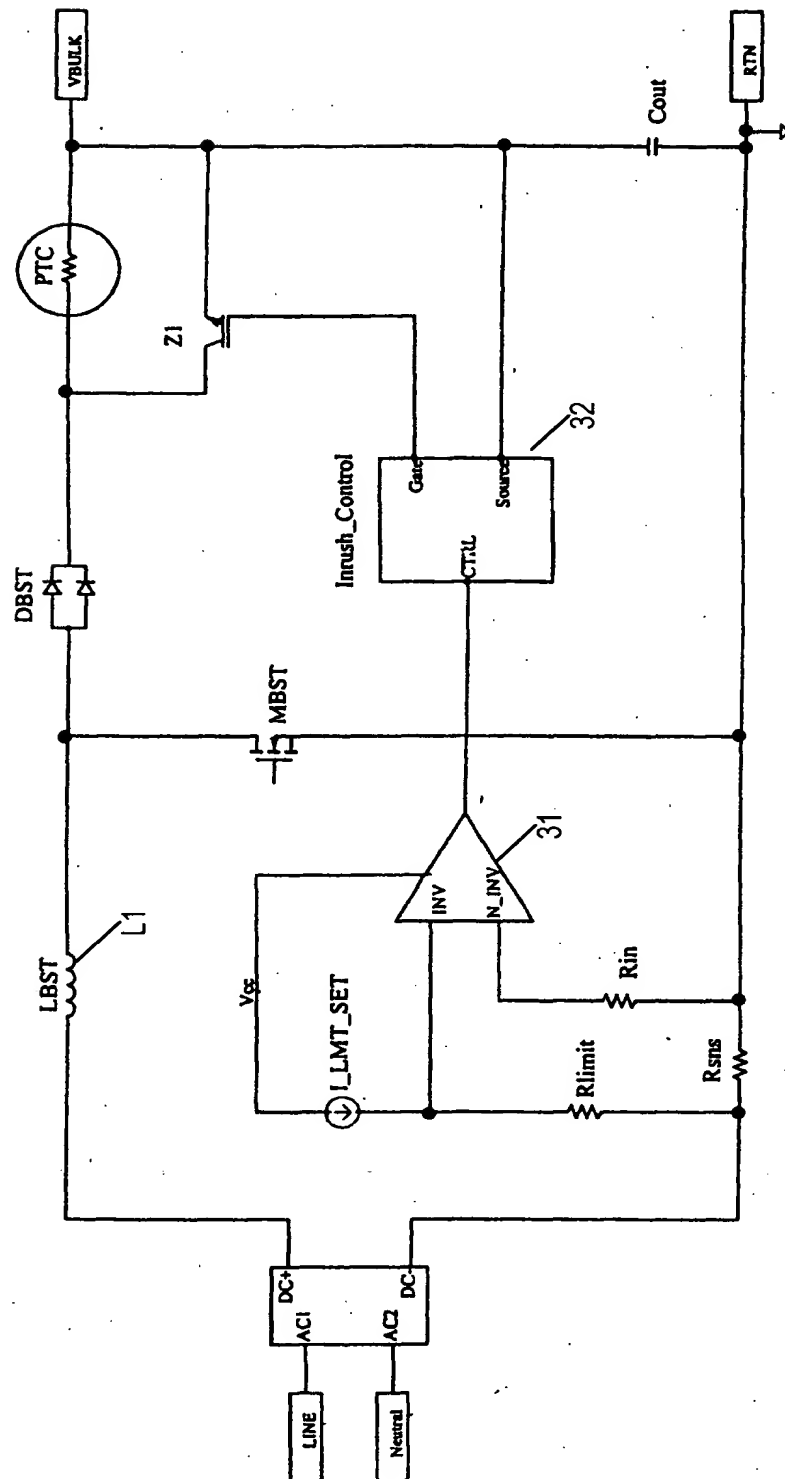 LINE
Neutral
AC1
AC2
DC+
DC-
LBST
L1
Vcc
I_LMT_SET
Rlimit
Rsns
Rin
INV
N_INV
31
MBST
DBST
Inrush_Control
CTRL
Gate
Source
32
Z1
PTC
Cout
VBULK
RTN